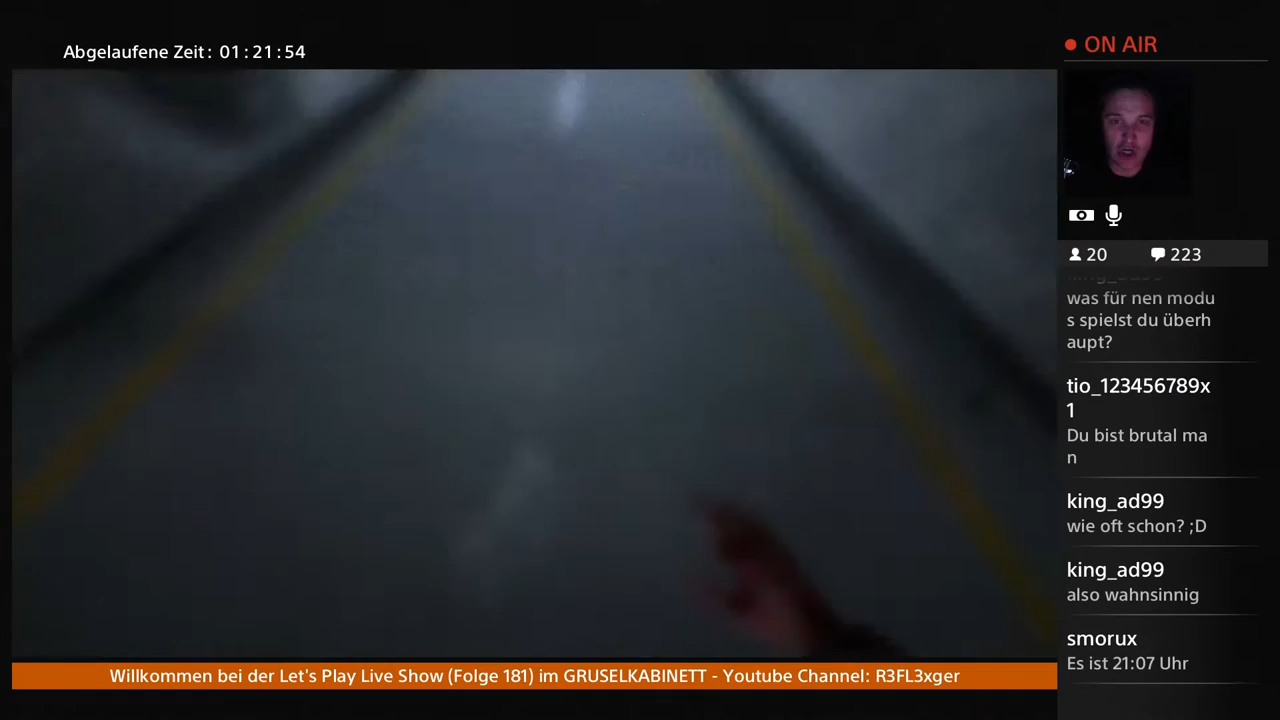 Abgelaufene Zeit: 01:21:54
ON AIR
20 223
was für nen modu
s spielst du überh
aupt?
tio_123456789x
1
Du bist brutal ma
n
king_ad99
wie oft schon? ;D
king_ad99
also wahnsinnig
smorux
Es ist 21:07 Uhr
Willkommen bei der Let's Play Live Show (Folge 181) im GRUSELKABINETT - Youtube Channel: R3FL3xger